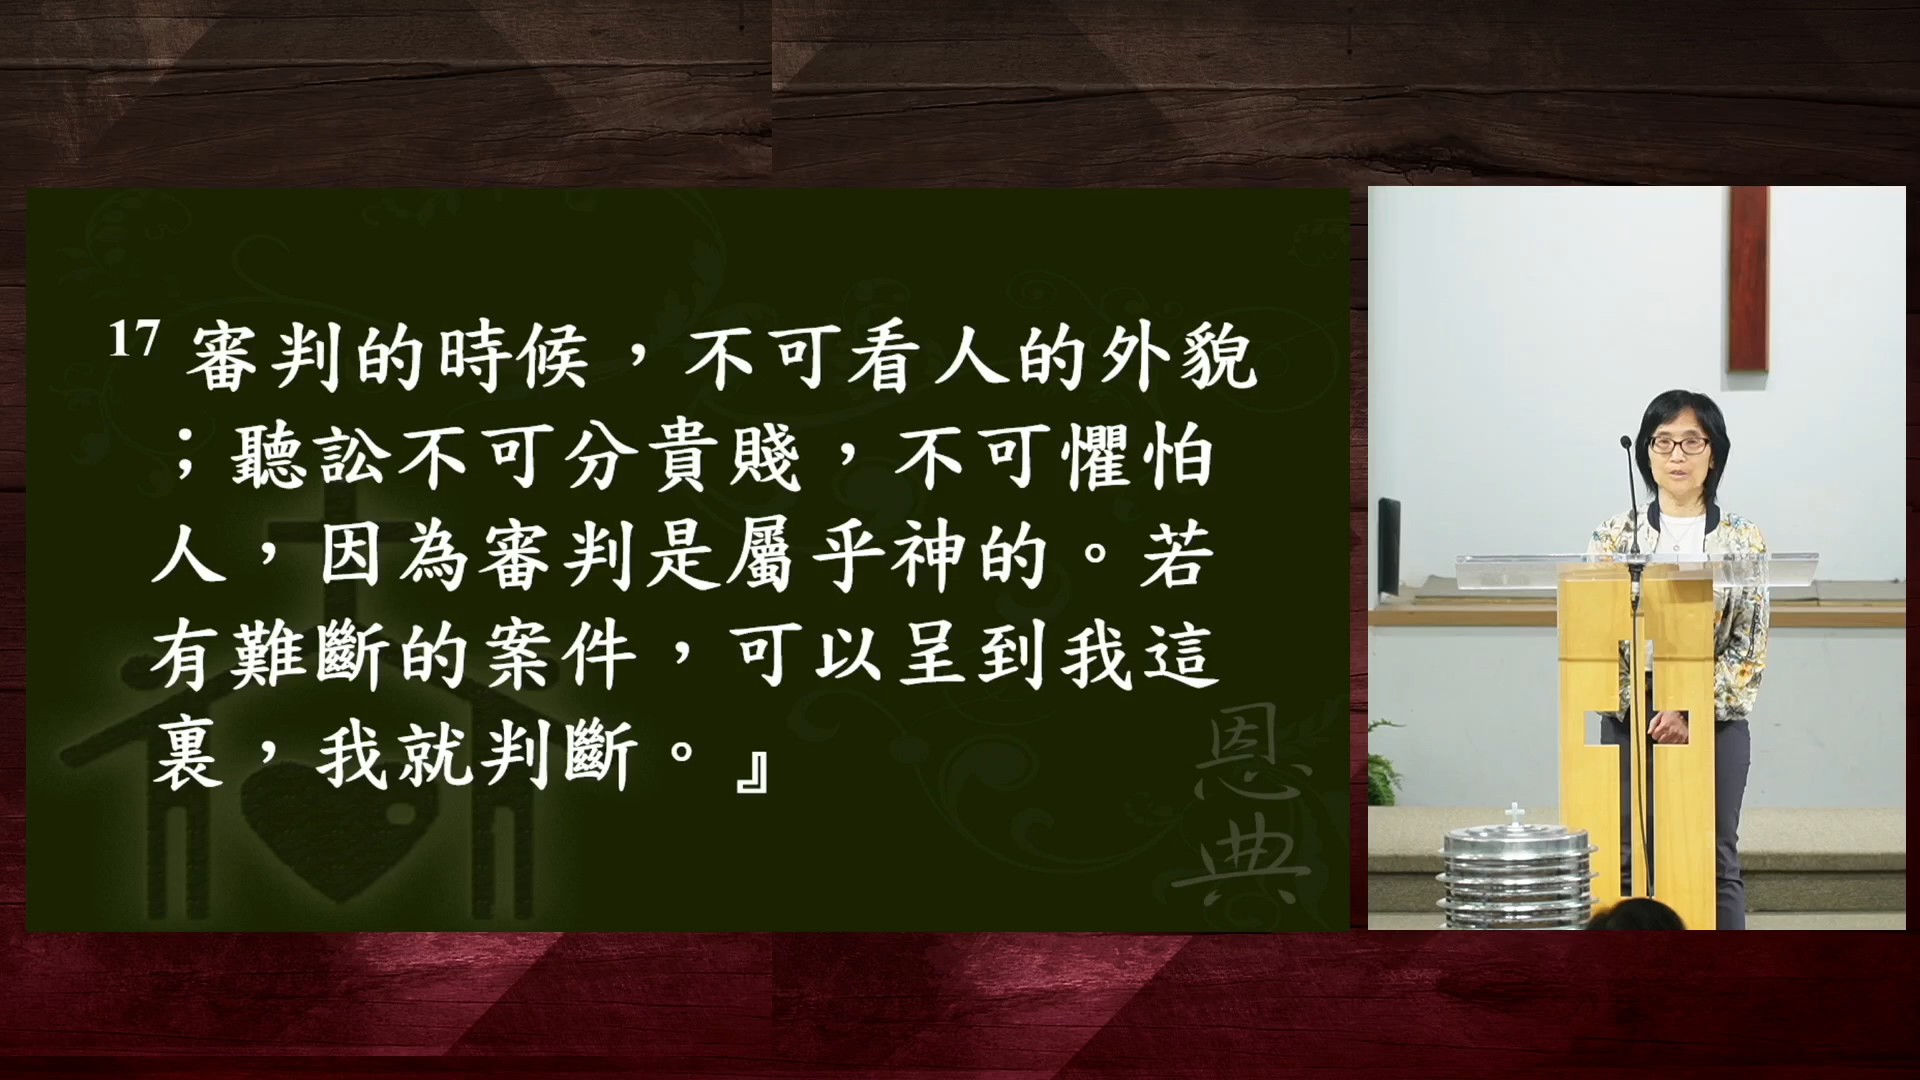 17 審判的時候，不可看人的外貌
；聽訟不可分貴賤，不可懼怕
人，因為審判是屬乎神的。若
有難斷的案件，可以呈到我這
裏，我就判斷。』
恩
典